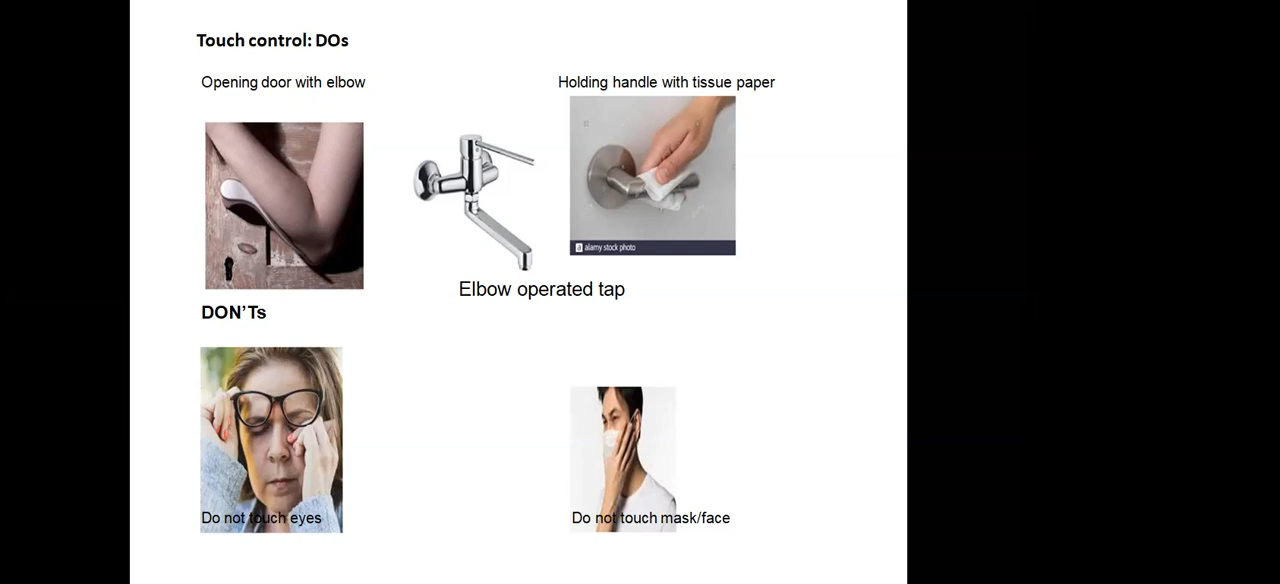 Touch control: DOs
Opening door with elbow
Holding handle with tissue paper
alamy stock photo
Elbow operated tap
DON'Ts
Do not touch eyes
Do not touch mask/face